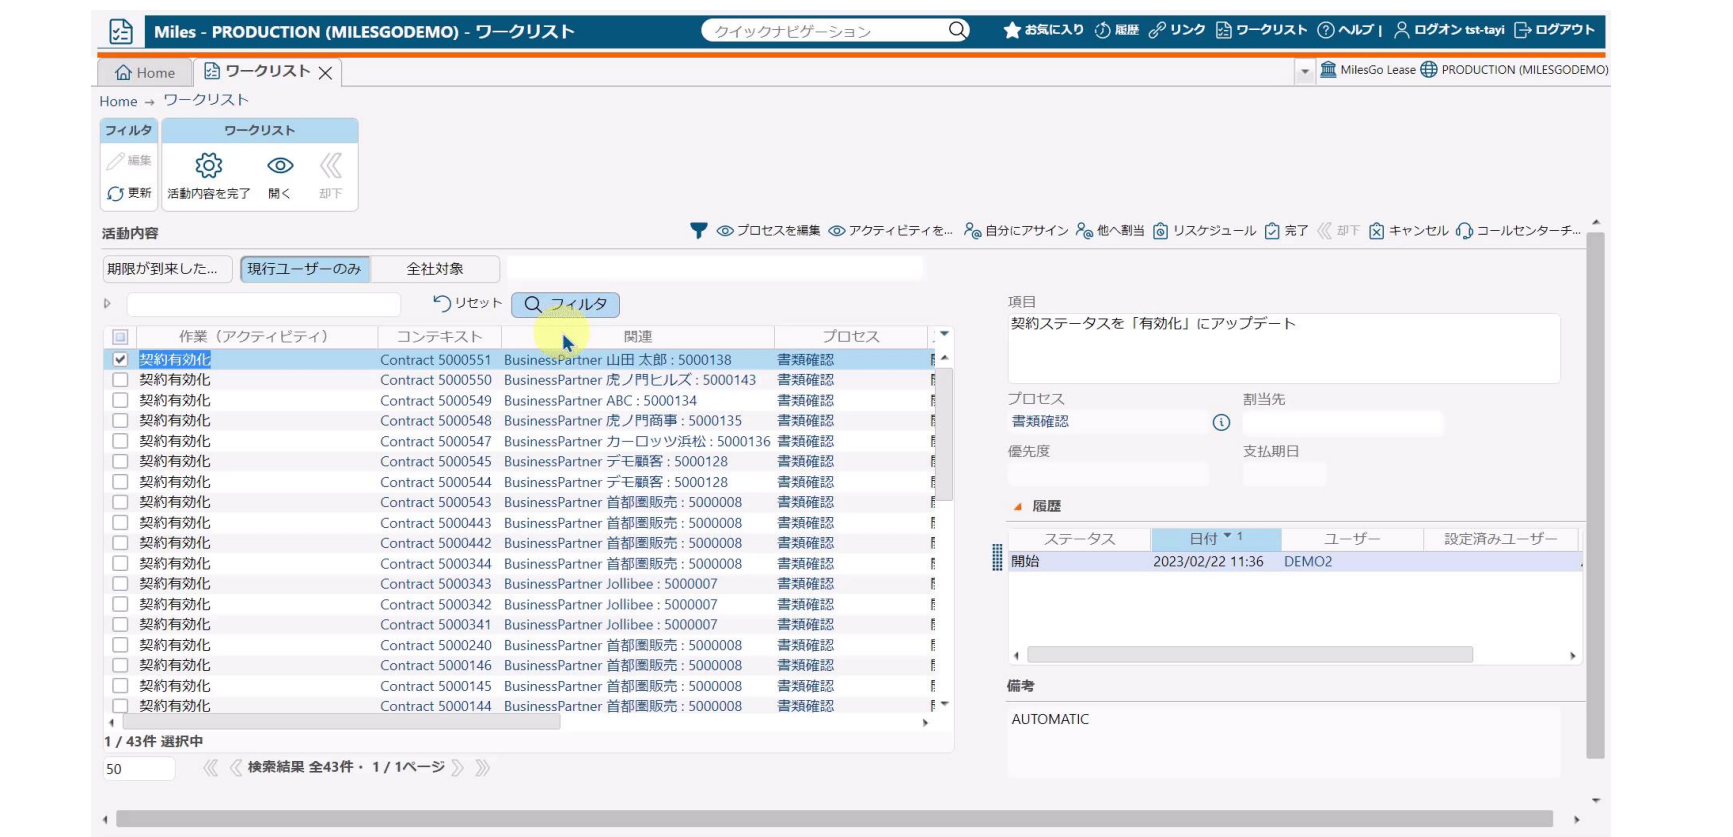 Miles - PRODUCTION (MILESGODEMO) - ワークリスト クイックナビゲーション お気に入り 履歴 リンク ワークリスト ヘルプ | ログオン tst-tayi ログアウト
Home ワークリスト MilesGo Lease PRODUCTION (MILESGODEMO)
Home → ワークリスト
フィルタ ワークリスト
編集
更新 活動内容を完了 開く 却下
活動内容 プロセスを編集 アクティビティを... 自分にアサイン 他へ割当 リスケジュール 完了 却下 キャンセル コールセンターチ...
期限が到来した... 現行ユーザーのみ 全社対象
リセット フィルタ
作業（アクティビティ） コンテキスト 関連 プロセス
契約有効化 Contract 5000551 BusinessPartner 山田 太郎 : 5000138 書類確認
契約有効化 Contract 5000550 BusinessPartner 虎ノ門ヒルズ : 5000143 書類確認
契約有効化 Contract 5000549 BusinessPartner ABC : 5000134 書類確認
契約有効化 Contract 5000548 BusinessPartner 虎ノ門商事 : 5000135 書類確認
契約有効化 Contract 5000547 BusinessPartner カーロッツ浜松 : 5000136 書類確認
契約有効化 Contract 5000545 BusinessPartner デモ顧客 : 5000128 書類確認
契約有効化 Contract 5000544 BusinessPartner デモ顧客 : 5000128 書類確認
契約有効化 Contract 5000543 BusinessPartner 首都圏販売 : 5000008 書類確認
契約有効化 Contract 5000443 BusinessPartner 首都圏販売 : 5000008 書類確認
契約有効化 Contract 5000442 BusinessPartner 首都圏販売 : 5000008 書類確認
契約有効化 Contract 5000344 BusinessPartner 首都圏販売 : 5000008 書類確認
契約有効化 Contract 5000343 BusinessPartner Jollibee : 5000007 書類確認
契約有効化 Contract 5000342 BusinessPartner Jollibee : 5000007 書類確認
契約有効化 Contract 5000341 BusinessPartner Jollibee : 5000007 書類確認
契約有効化 Contract 5000240 BusinessPartner 首都圏販売 : 5000008 書類確認
契約有効化 Contract 5000146 BusinessPartner 首都圏販売 : 5000008 書類確認
契約有効化 Contract 5000145 BusinessPartner 首都圏販売 : 5000008 書類確認
契約有効化 Contract 5000144 BusinessPartner 首都圏販売 : 5000008 書類確認
1 / 43件 選択中
50 検索結果 全43件・ 1 / 1ページ
項目
契約ステータスを「有効化」にアップデート
プロセス 割当先
書類確認
優先度 支払期日
履歴
ステータス 日付 1 ユーザー 設定済みユーザー
開始 2023/02/22 11:36 DEMO2
備考
AUTOMATIC